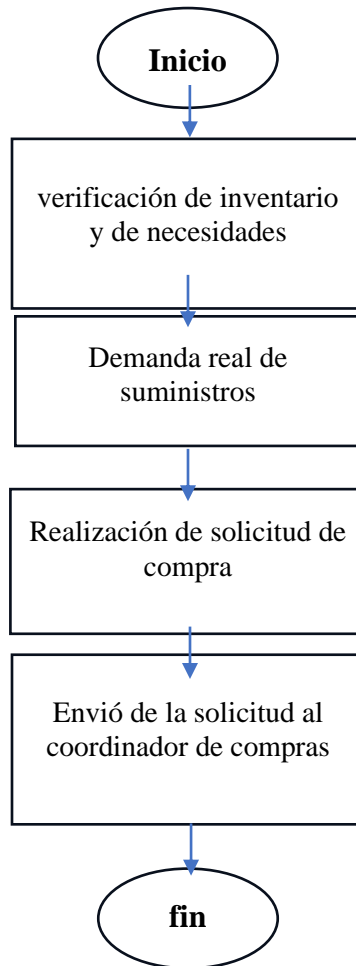 Inicio
verificación de inventario
y de necesidades
Demanda real de
suministros
Realización de solicitud de
compra
Envió de la solicitud al
coordinador de compras
fin